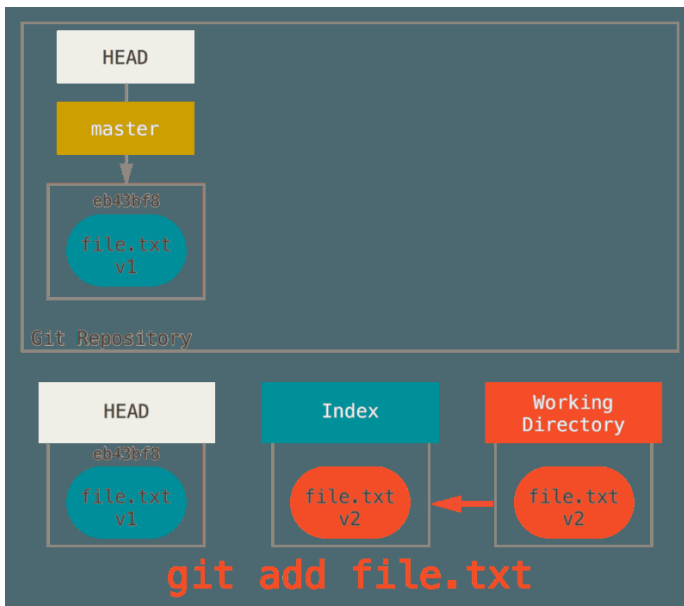 HEAD
master
eb43bf8
file.txt
v1
Git Repository
HEAD
Index
Working
Directory
eb43bf8
file.txt
v1
file.txt
v2
file.txt
v2
git add file.txt